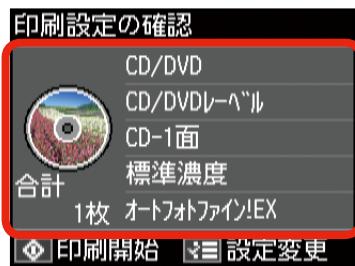 印刷設定の確認
CD/DVD
CD/DVDﾚｰﾍﾞﾙ
CD-1面
標準濃度
合計
1枚 ｵｰﾄﾌｫﾄﾌｧｲﾝ!EX
印刷開始 設定変更